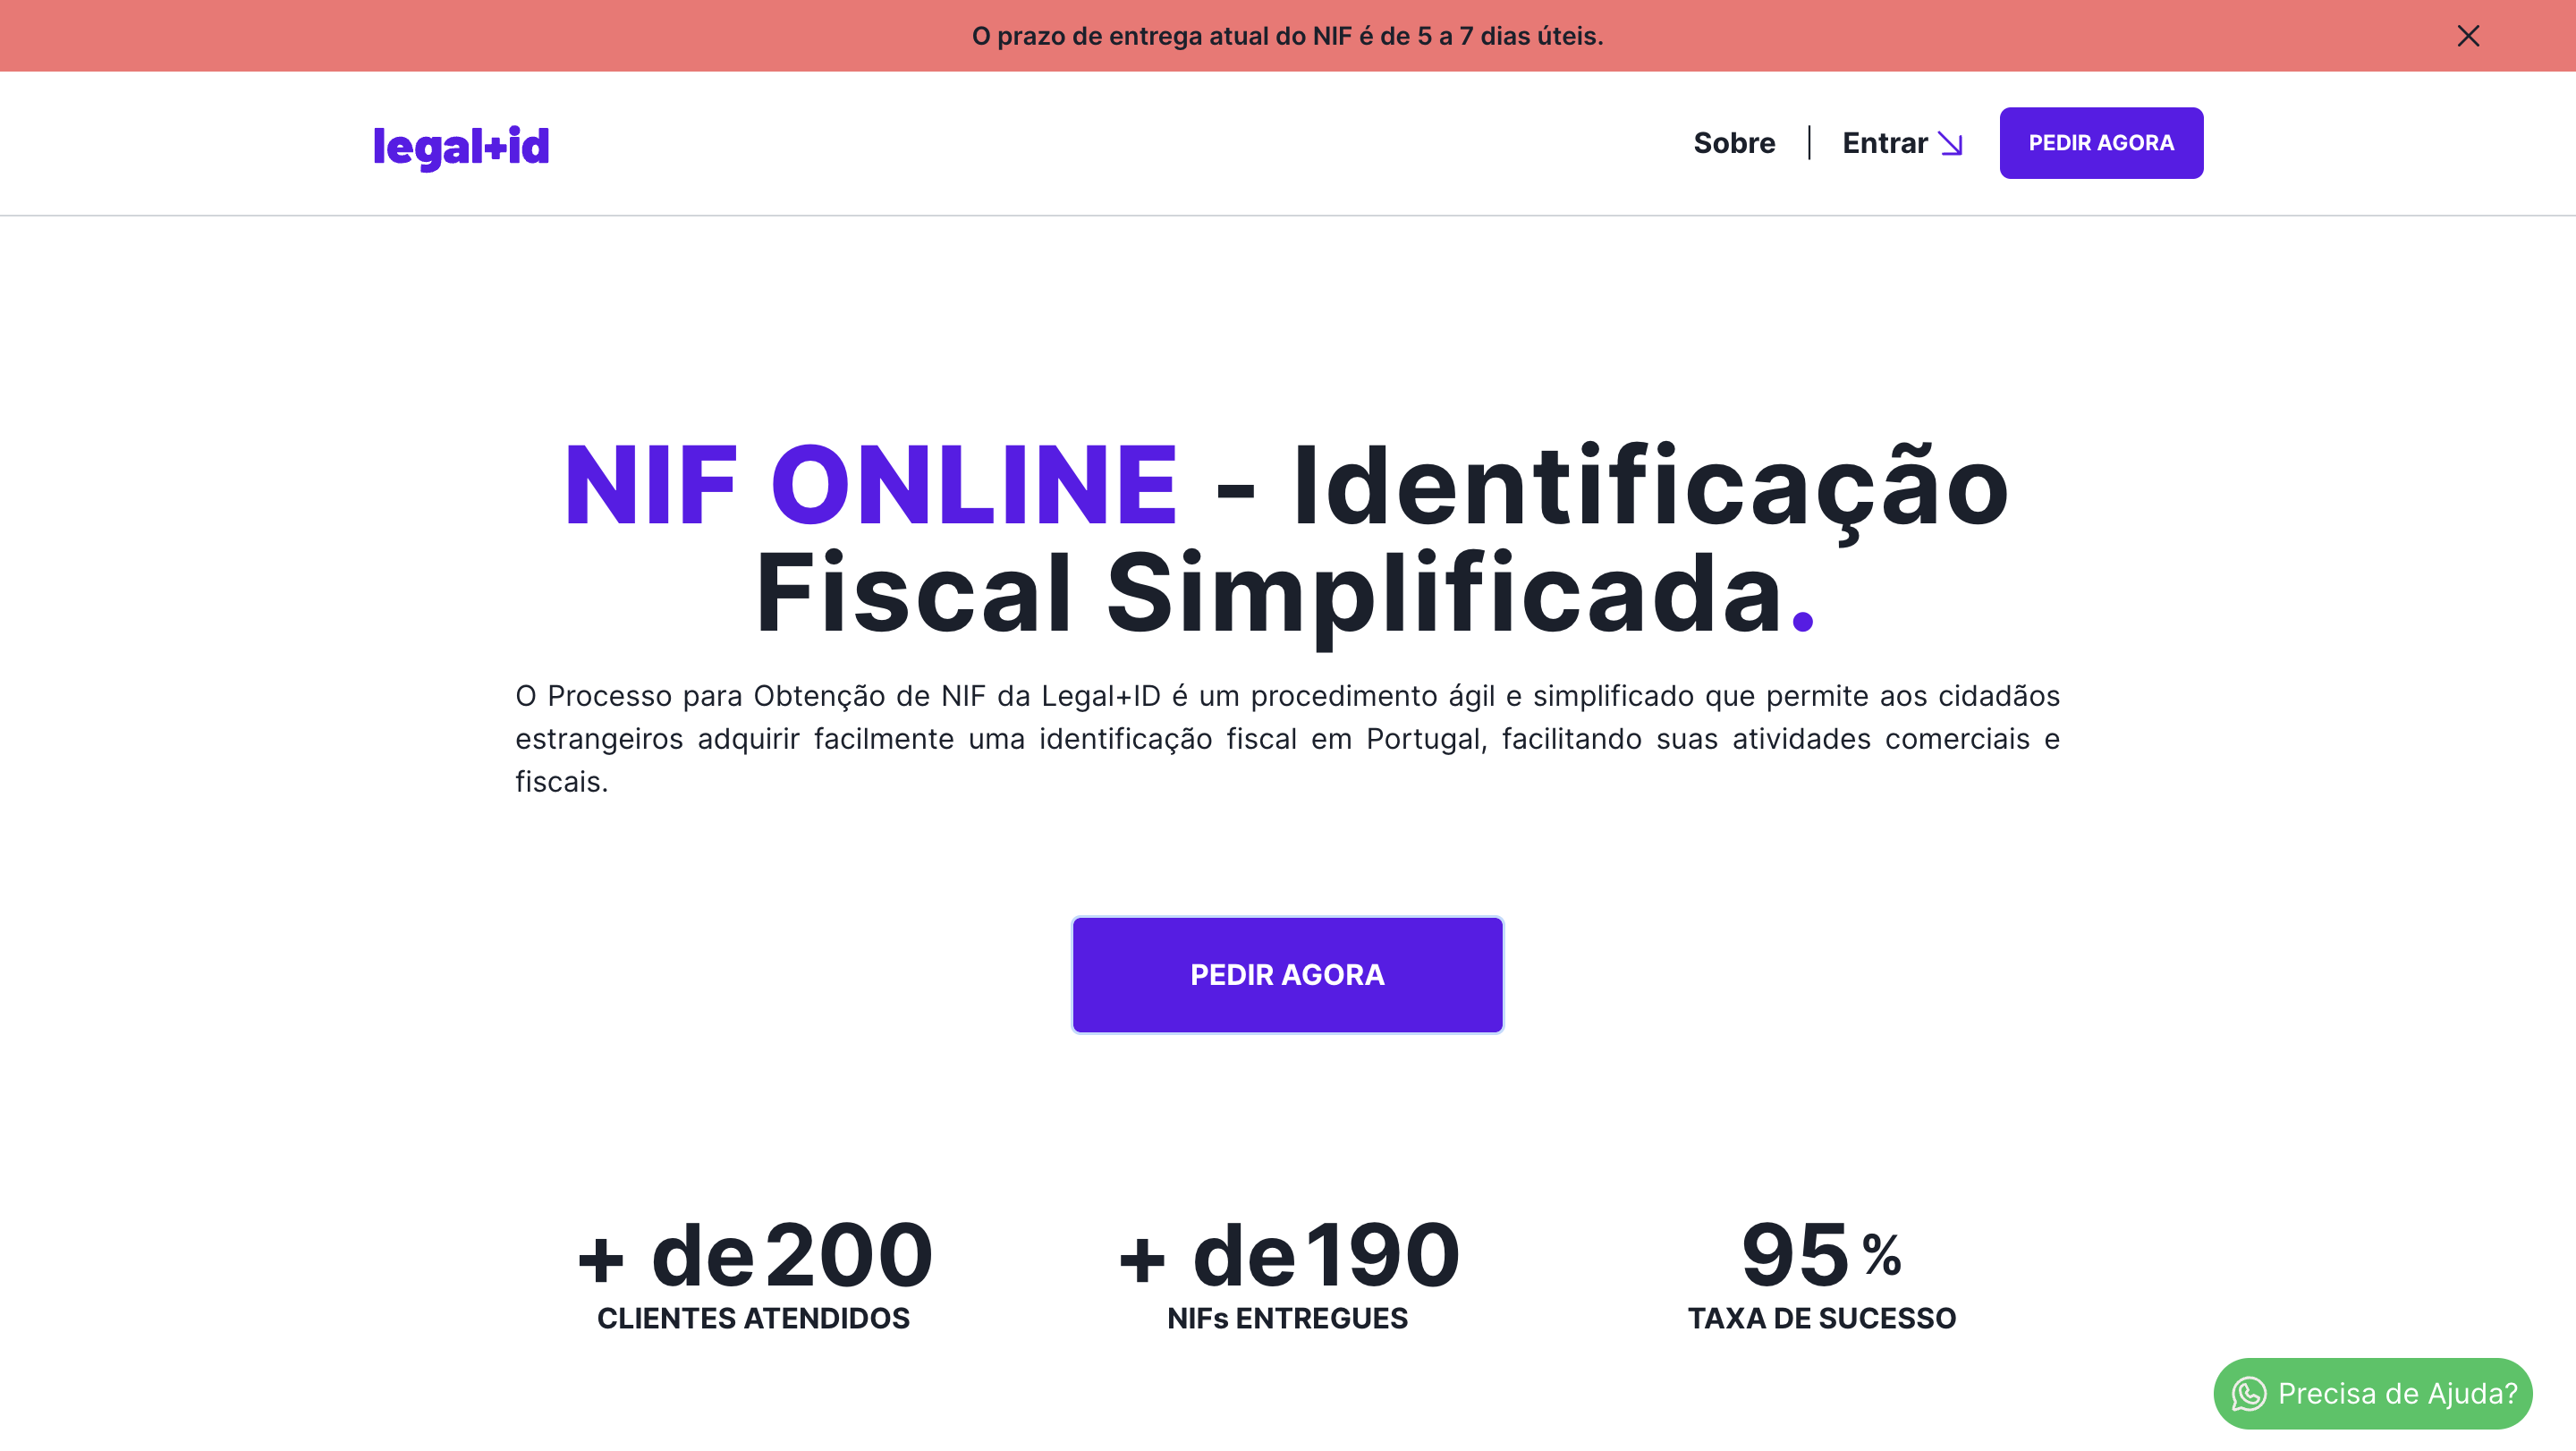 O prazo de entrega atual do NIF é de 5 a 7 dias úteis.
legal+id
Sobre
Entrar
PEDIR AGORA
NIF ONLINE - Identificação
Fiscal Simplificada.
O Processo para Obtenção de NIF da Legal+ID é um procedimento ágil e simplificado que permite aos cidadãos
estrangeiros adquirir facilmente uma identificação fiscal em Portugal, facilitando suas atividades comerciais e
fiscais.
PEDIR AGORA
+ de 200
CLIENTES ATENDIDOS
+ de 190
NIFs ENTREGUES
95 %
TAXA DE SUCESSO
Precisa de Ajuda?